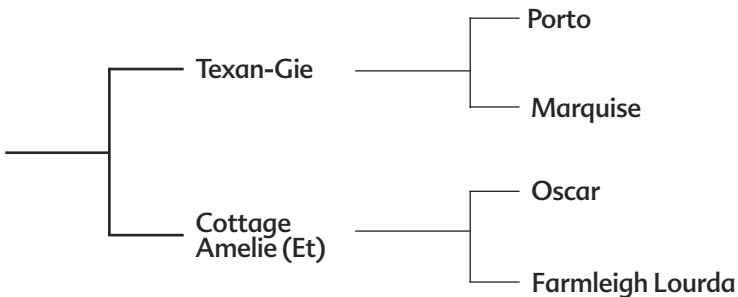 Porto
Texan-Gie
Marquise
Oscar
Cottage
Amelie (Et)
Farmleigh Lourda